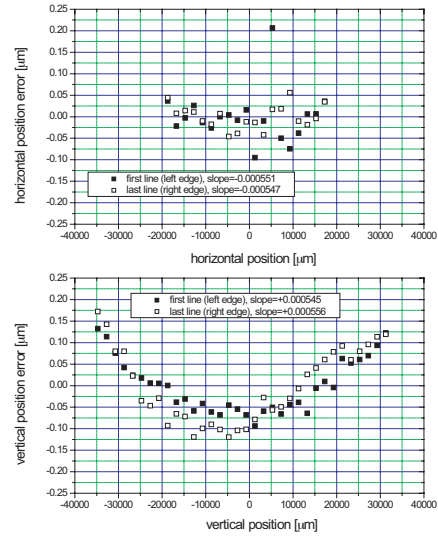 0.25
0.20
0.15
0.10
0.05
0.00
-0.05
-0.10
-0.15
-0.20
-0.25
horizontal position error [µm]
first line (left edge), slope=-0.000551
last line (right edge), slope=-0.000547
-40000 -30000 -20000 -10000 0 10000 20000 30000 40000
horizontal position [µm]
0.25
0.20
0.15
0.10
0.05
0.00
-0.05
-0.10
-0.15
-0.20
-0.25
vertical position error [µm]
first line (left edge), slope=+0.000545
last line (right edge), slope=+0.000556
-40000 -30000 -20000 -10000 0 10000 20000 30000 40000
vertical position [µm]